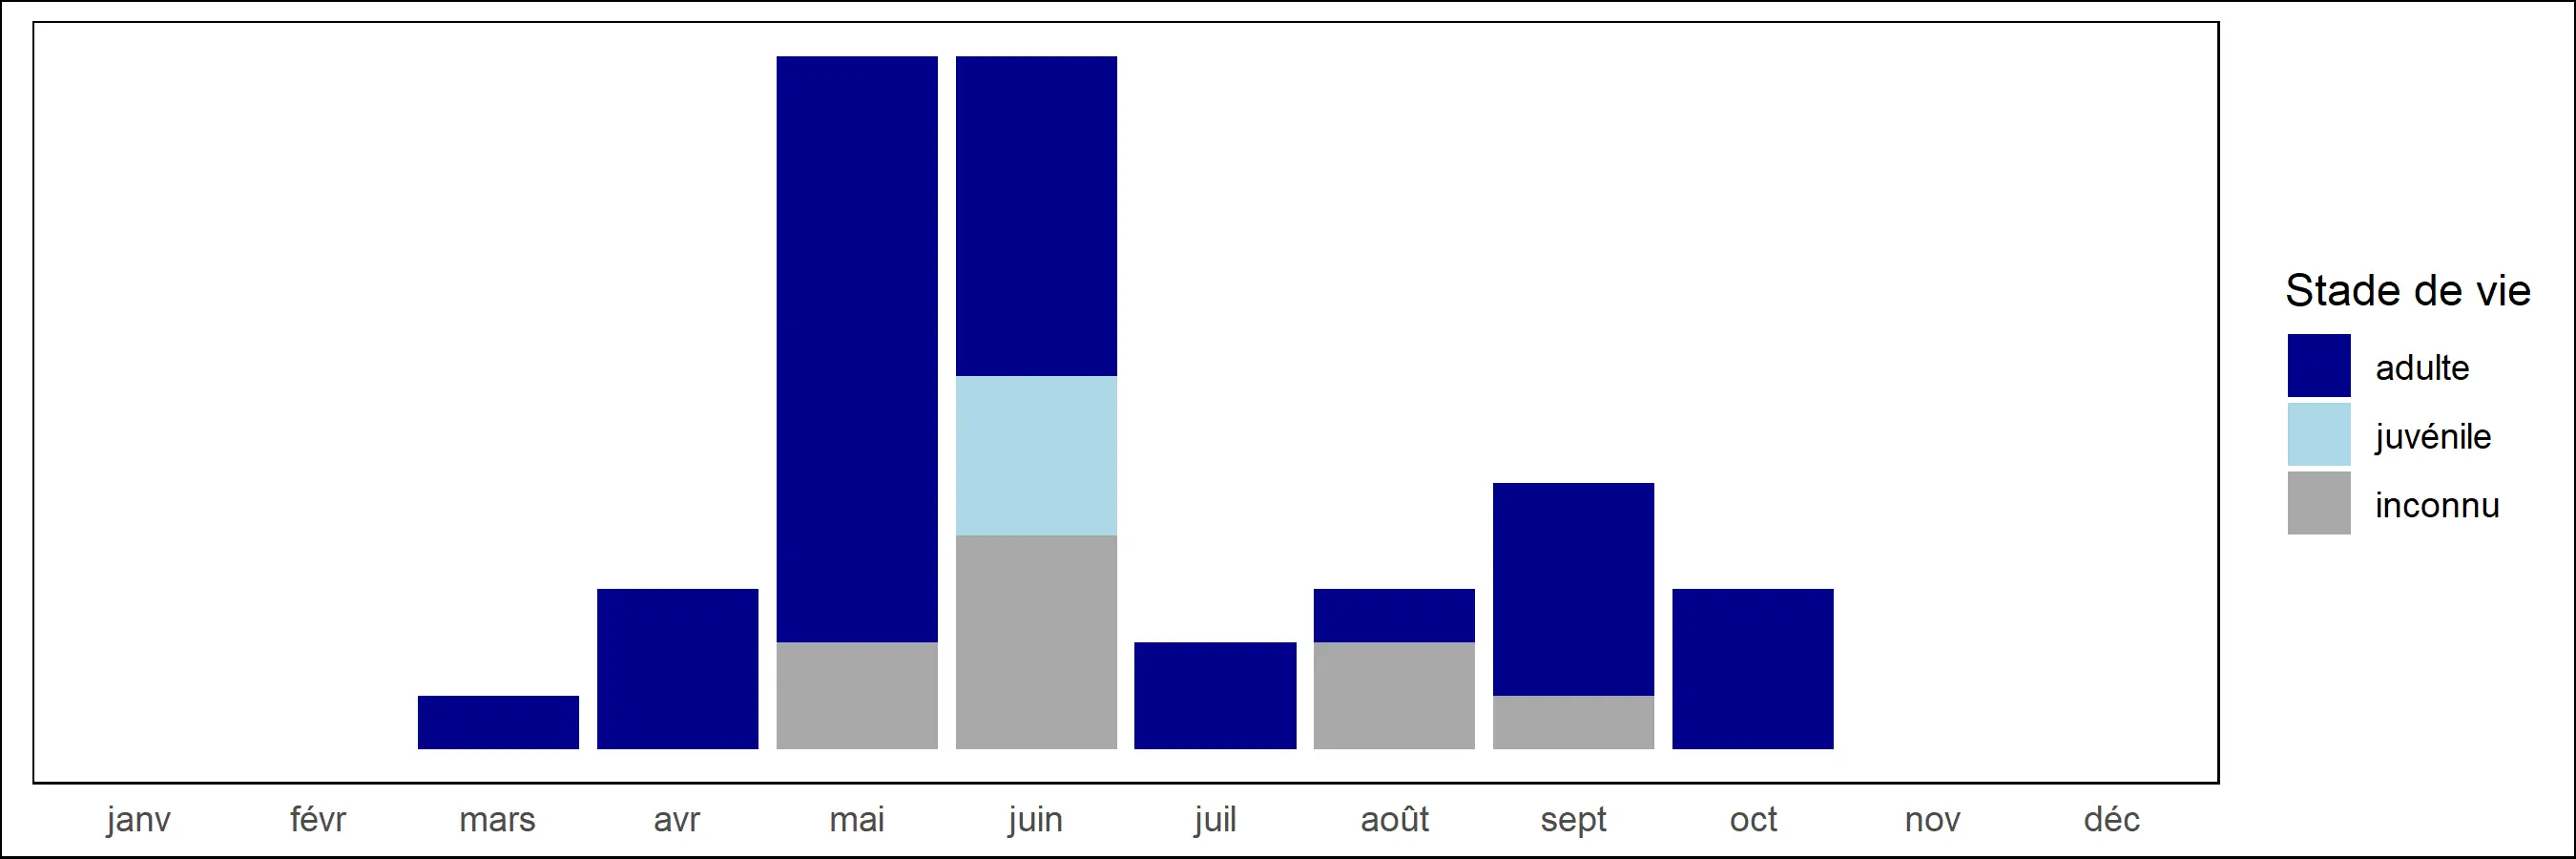 Stade de vie
adulte
juvénile
inconnu
janv févr mars avr mai juin juil août sept oct nov déc